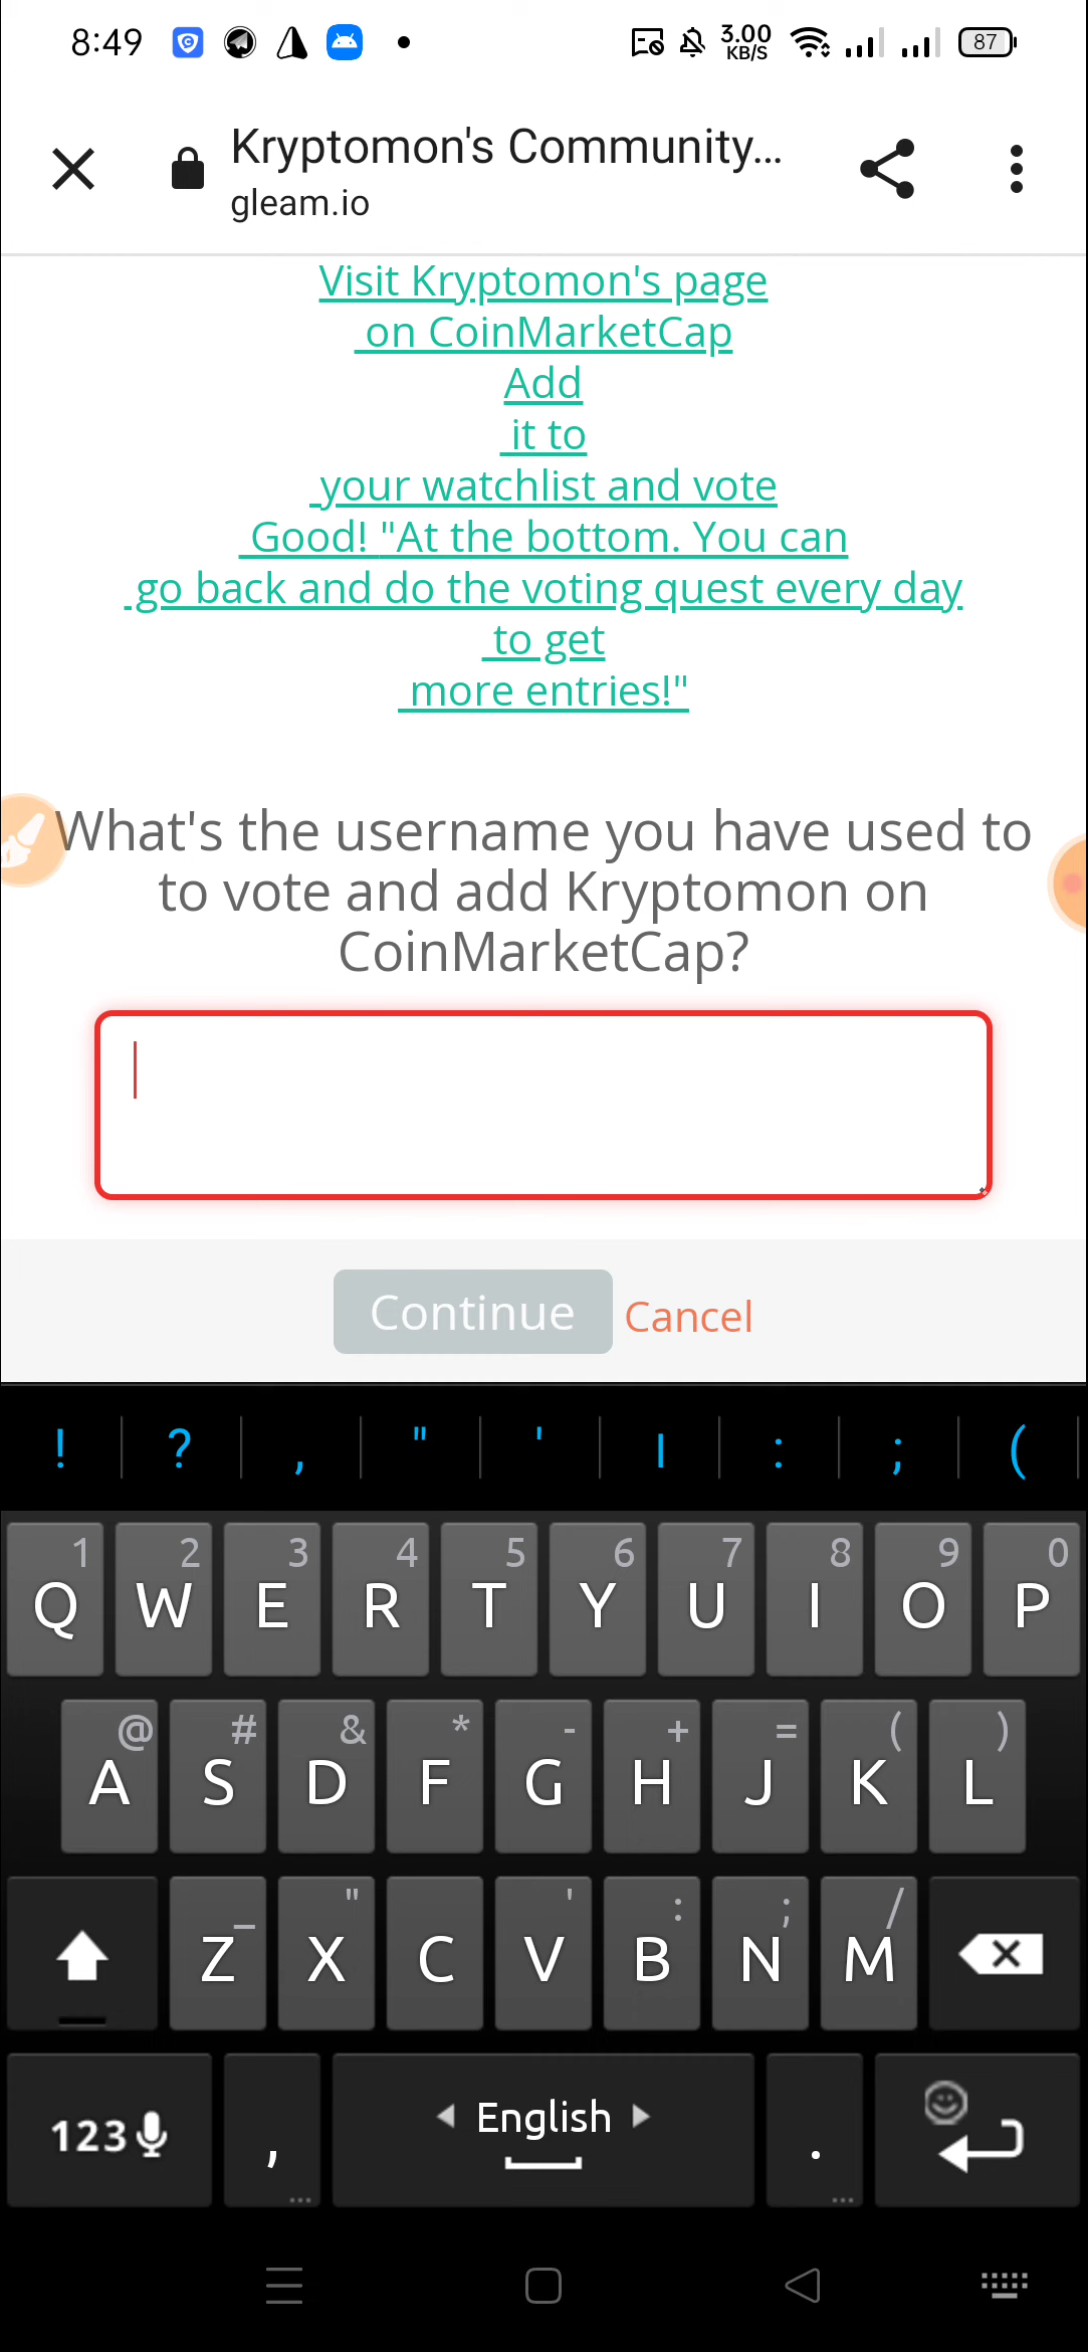 8:49
3.00
KB/S
87
Kryptomon's Community...
gleam.io
Visit Kryptomon's page
on CoinMarketCap
Add
it to
your watchlist and vote
Good! "At the bottom. You can
go back and do the voting quest every day
to get
more entries!"
What's the username you have used to
to vote and add Kryptomon on
CoinMarketCap?
Continue
Cancel
! ? , " ' I : ; (
1 2 3 4 5 6 7 8 9 0
Q W E R T Y U I O P
@ # & * - + = ( )
A S D F G H J K L
_ " ' : ; /
Z X C V B N M
123 , English .
... ...